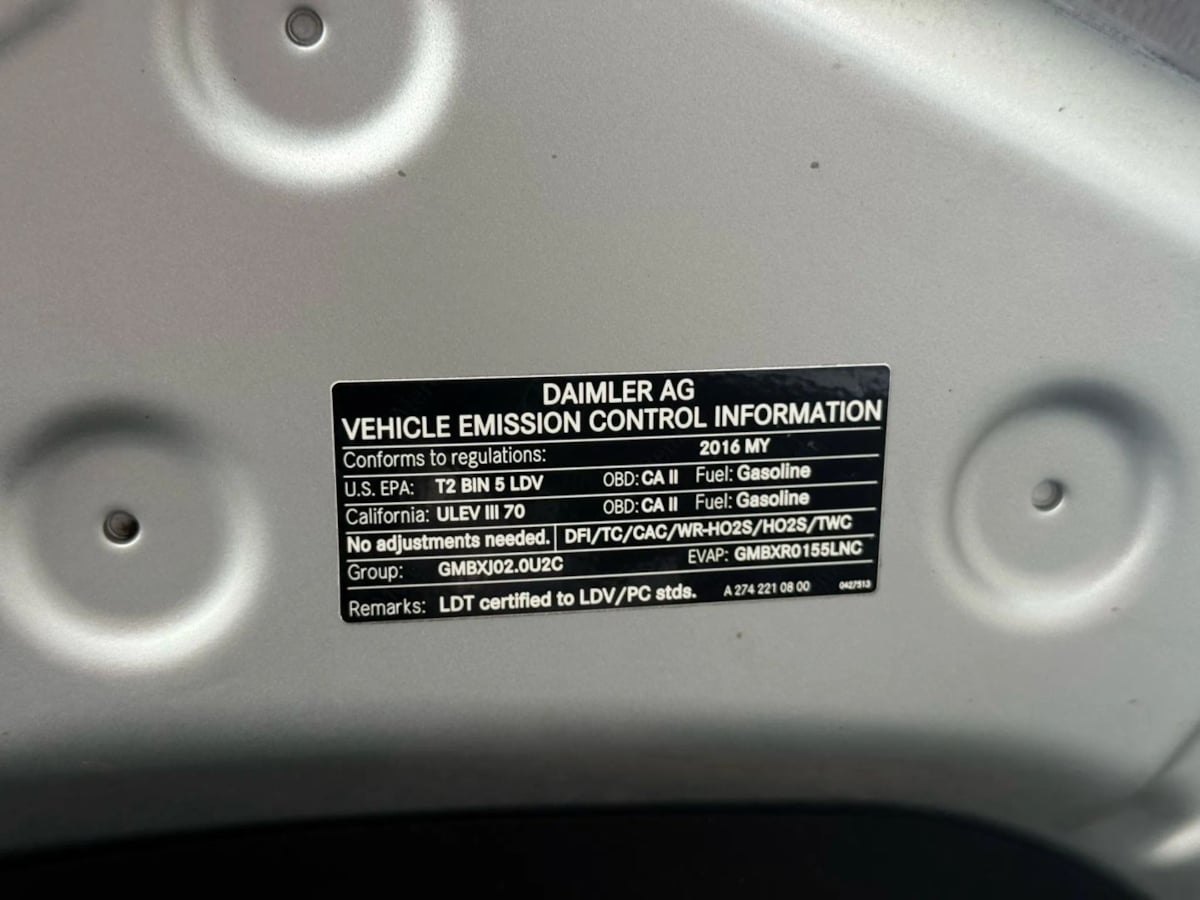 DAIMLER AG
VEHICLE EMISSION CONTROL INFORMATION
Conforms to regulations: 2016 MY
U.S. EPA: T2 BIN 5 LDV OBD: CA II Fuel: Gasoline
California: ULEV III 70 OBD: CA II Fuel: Gasoline
No adjustments needed. DFI/TC/CAC/WR-HO2S/HO2S/TWC
Group: GMBXJ02.0U2C EVAP: GMBXR0155LNC
Remarks: LDT certified to LDV/PC stds. A 274 221 08 00 0427513